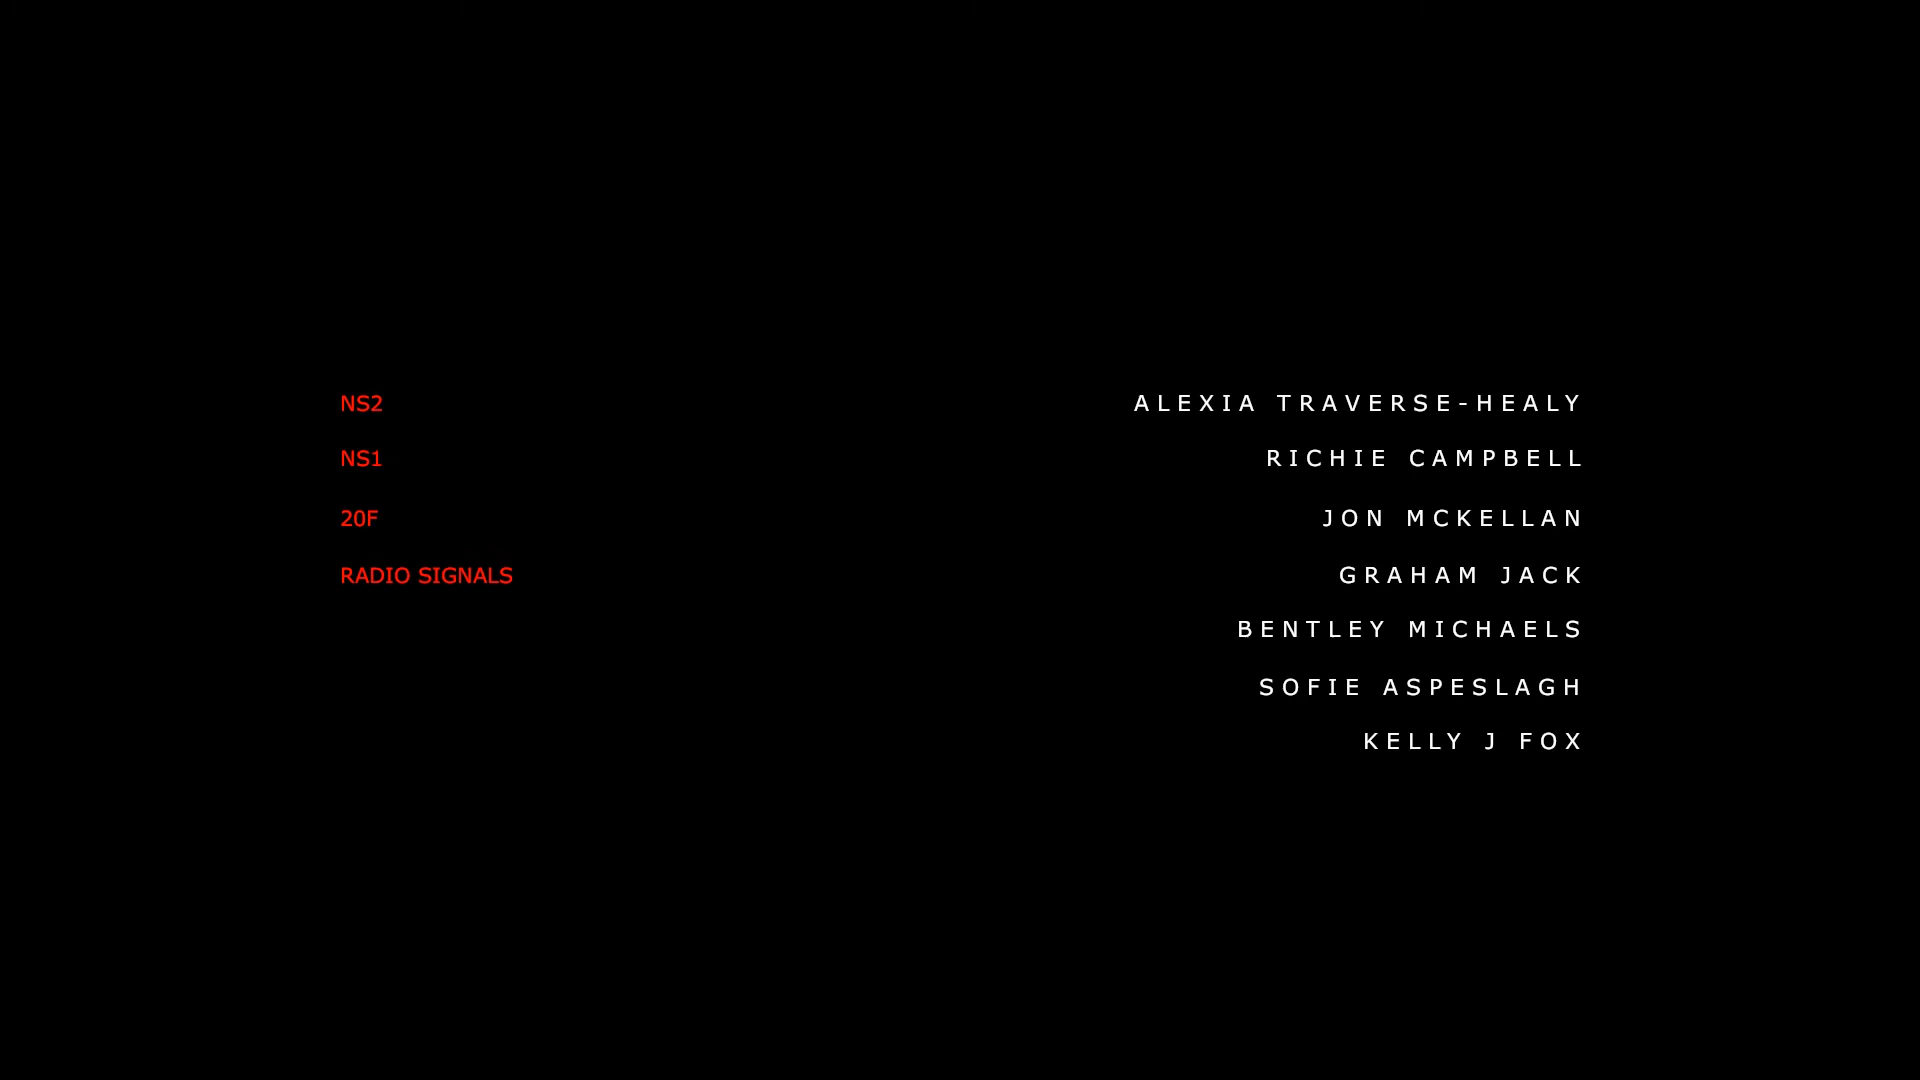 NS2 ALEXIA TRAVERSE-HEALY
NS1 RICHIE CAMPBELL
20F JON MCKELLAN
RADIO SIGNALS GRAHAM JACK
BENTLEY MICHAELS
SOFIE ASPESLAGH
KELLY J FOX